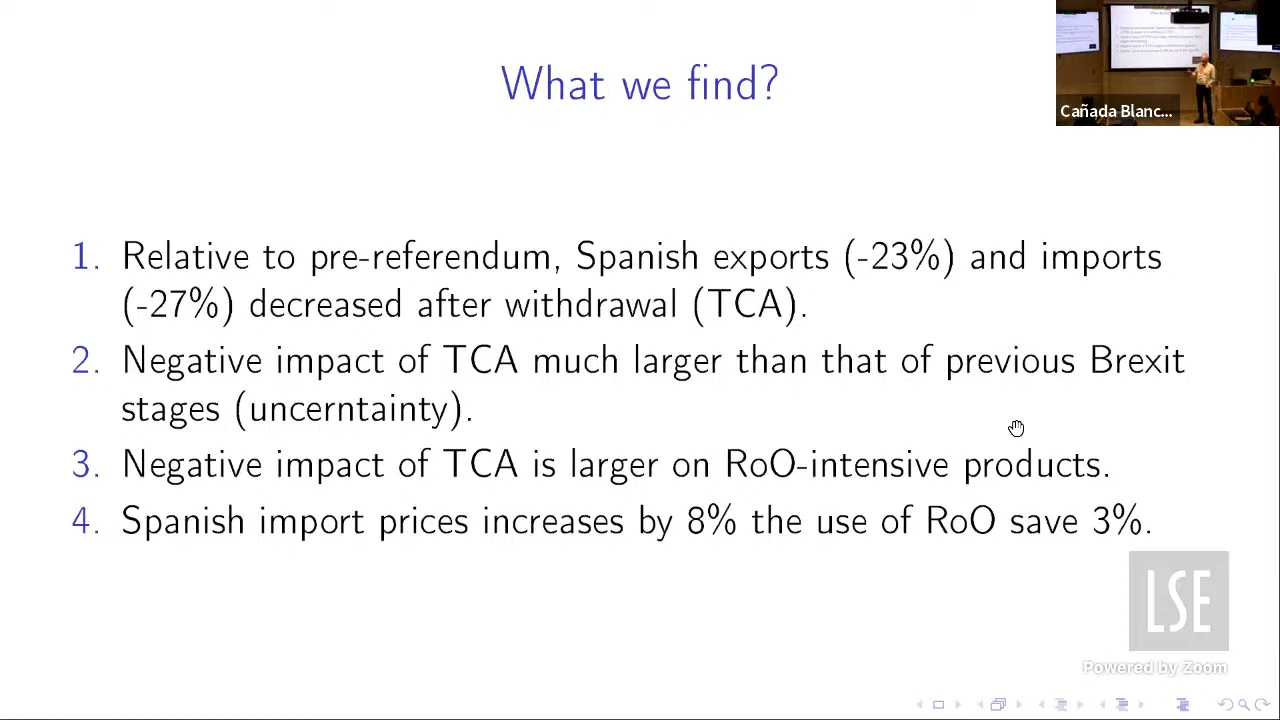 What we find?
Cañada Blanc...
1. Relative to pre-referendum, Spanish exports (-23%) and imports
(-27%) decreased after withdrawal (TCA).
2. Negative impact of TCA much larger than that of previous Brexit
stages (uncerntainty).
3. Negative impact of TCA is larger on RoO-intensive products.
4. Spanish import prices increases by 8% the use of RoO save 3%.
LSE
Powered by Zoom